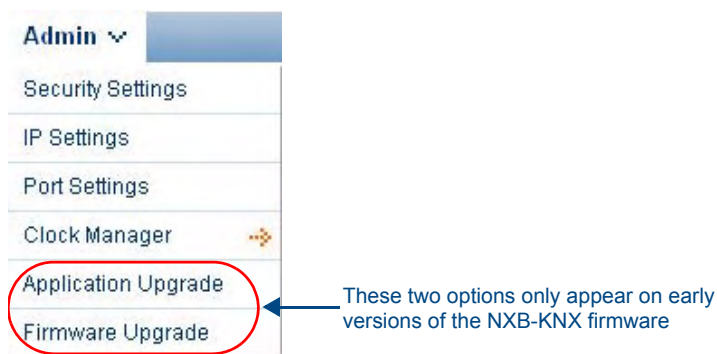 Admin
Security Settings
IP Settings
Port Settings
Clock Manager
Application Upgrade
Firmware Upgrade
These two options only appear on early
versions of the NXB-KNX firmware